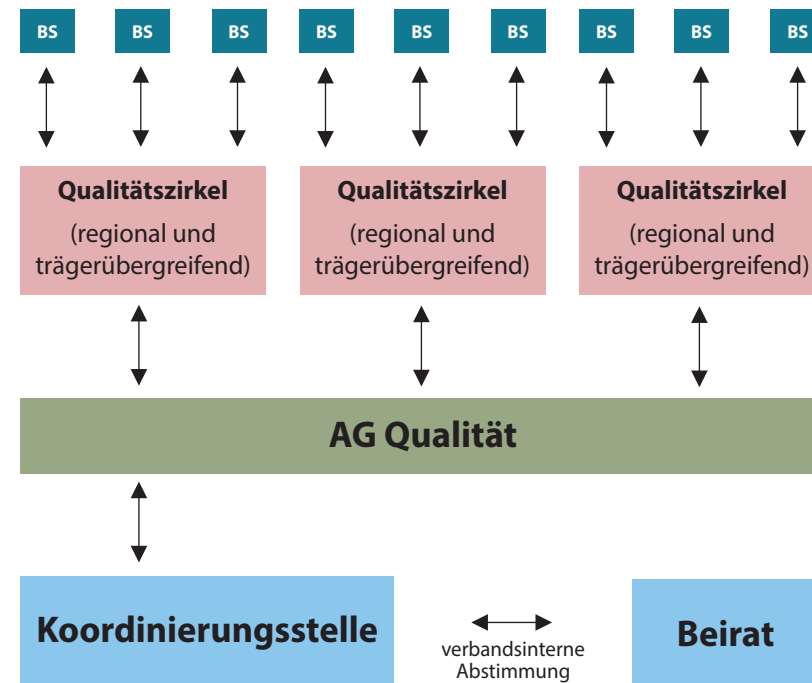 BS BS BS BS BS BS BS BS BS
Qualitätszirkel
(regional und
trägerübergreifend)
Qualitätszirkel
(regional und
trägerübergreifend)
Qualitätszirkel
(regional und
trägerübergreifend)
AG Qualität
Koordinierungsstelle
verbandsinterne
Abstimmung
Beirat